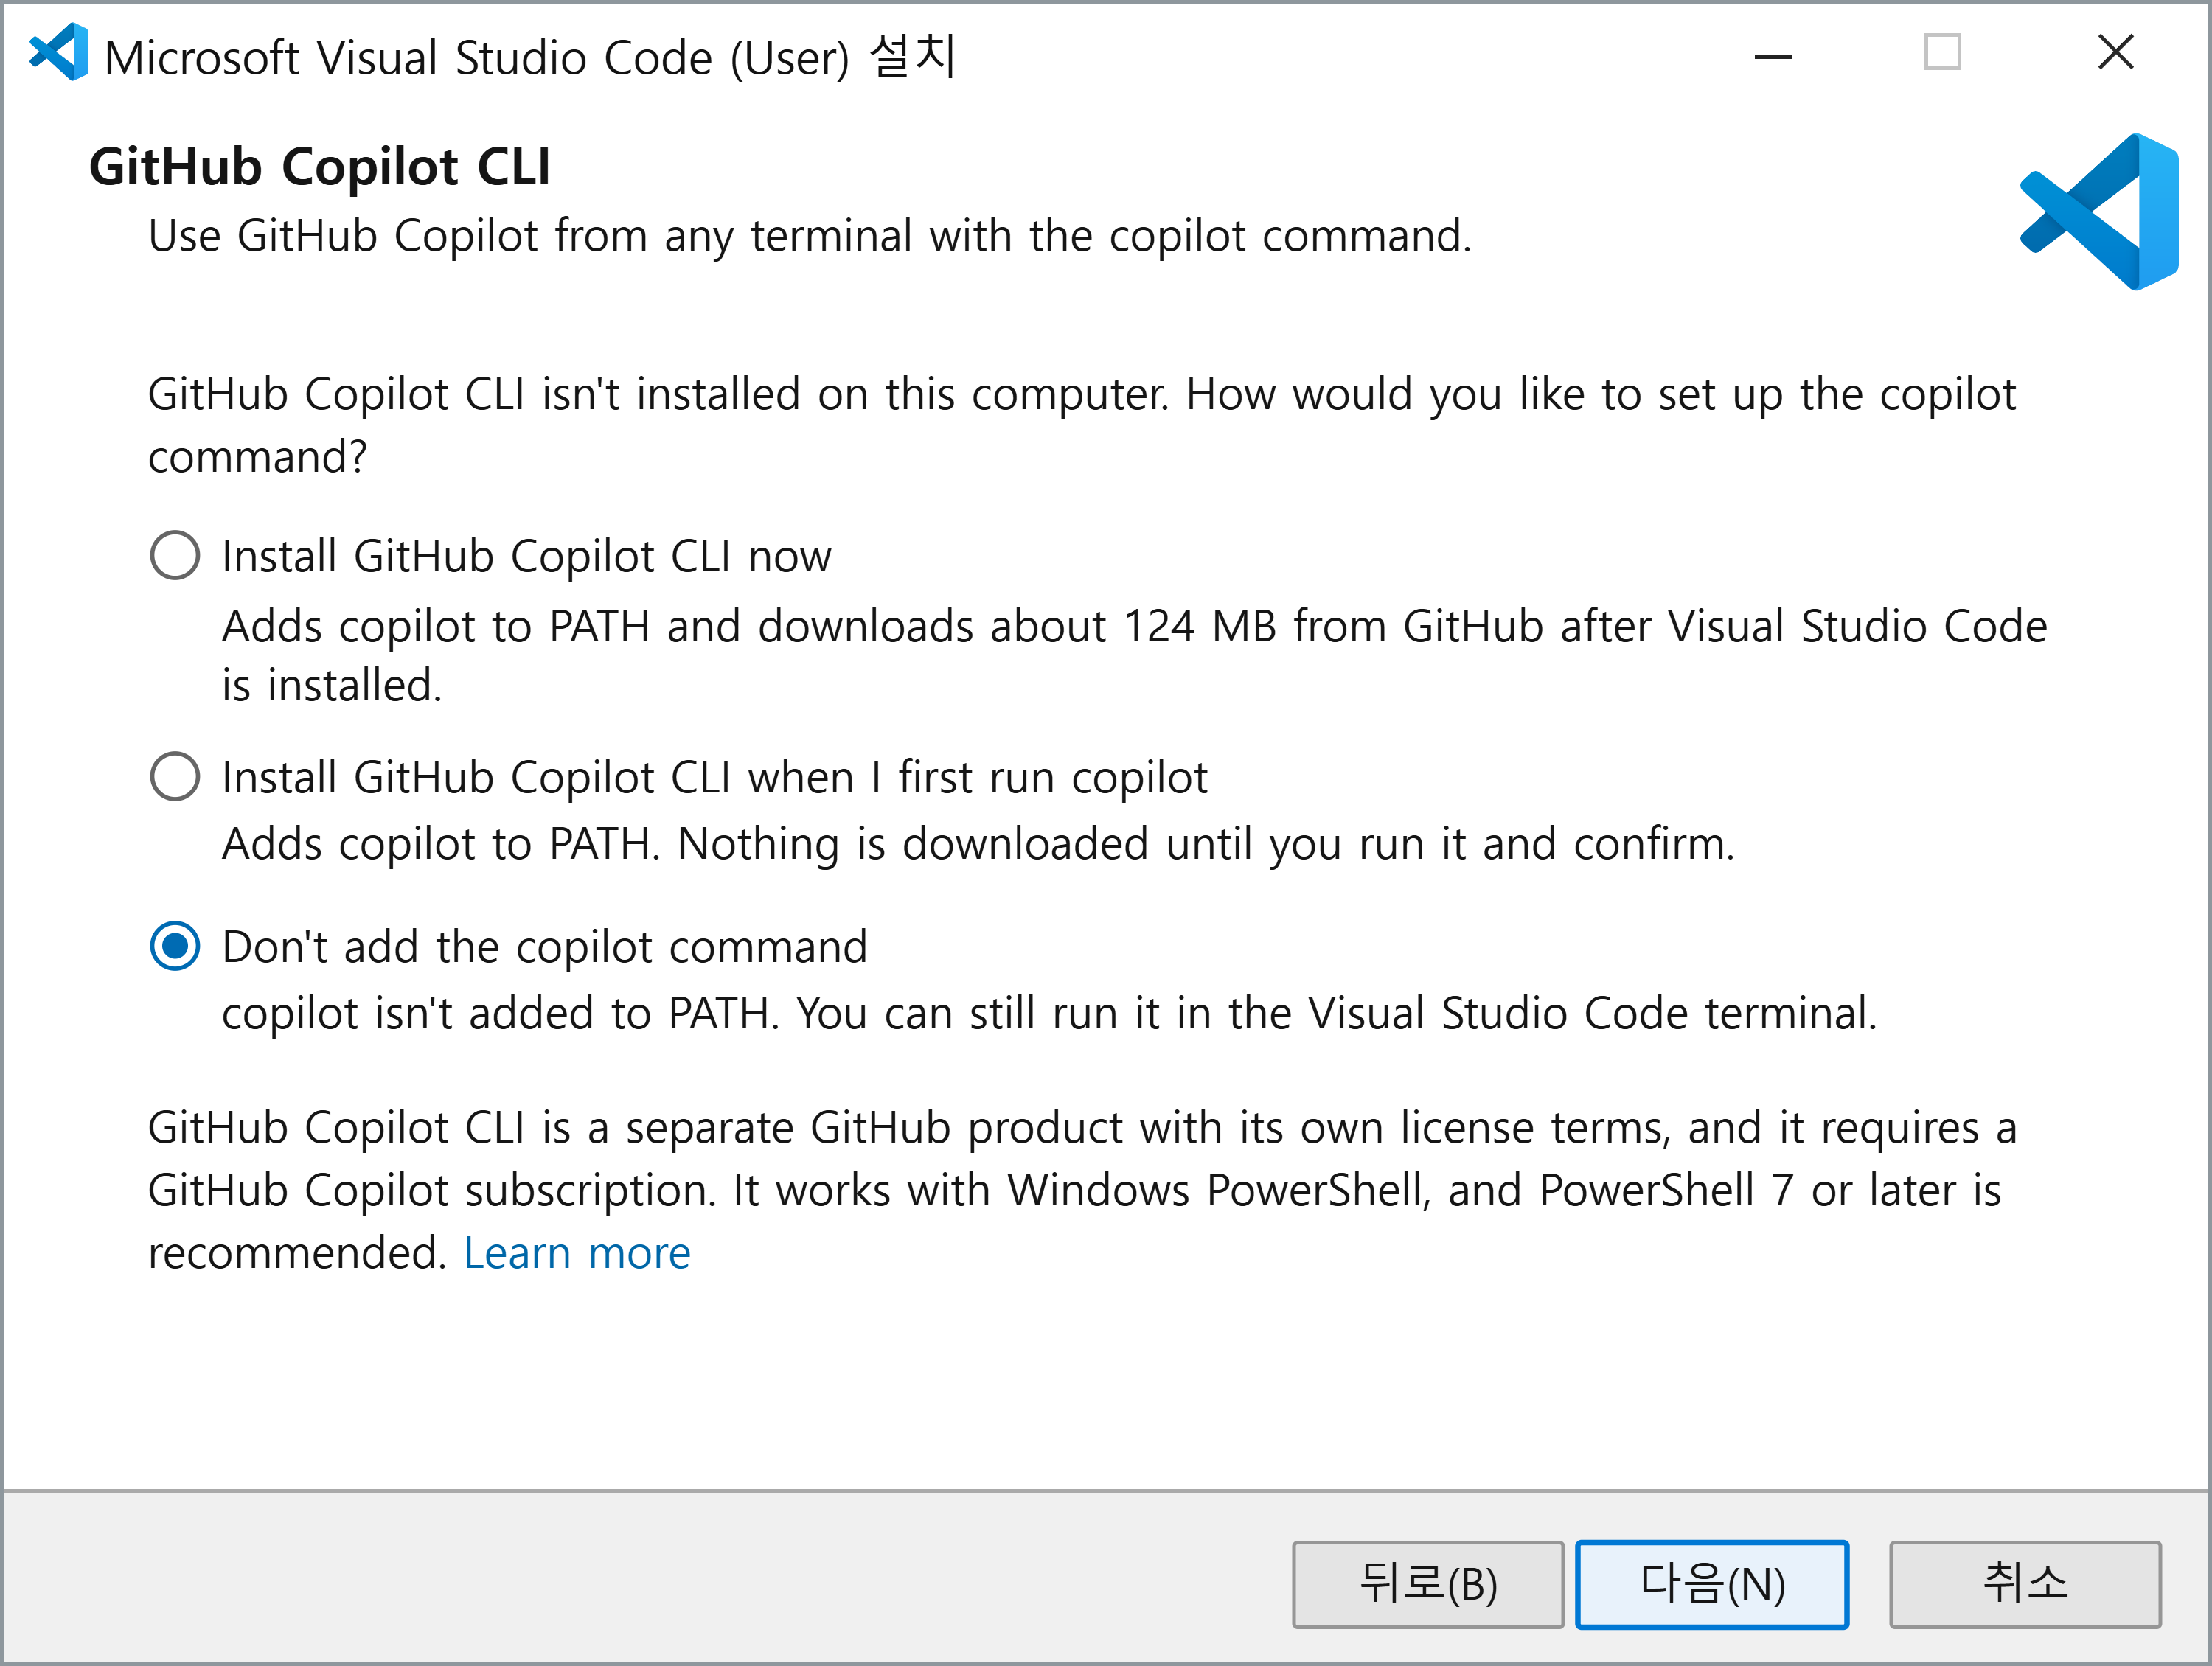 Microsoft Visual Studio Code (User) 설치
GitHub Copilot CLI
Use GitHub Copilot from any terminal with the copilot command.
GitHub Copilot CLI isn't installed on this computer. How would you like to set up the copilot
command?
Install GitHub Copilot CLI now
Adds copilot to PATH and downloads about 124 MB from GitHub after Visual Studio Code
is installed.
Install GitHub Copilot CLI when I first run copilot
Adds copilot to PATH. Nothing is downloaded until you run it and confirm.
Don't add the copilot command
copilot isn't added to PATH. You can still run it in the Visual Studio Code terminal.
GitHub Copilot CLI is a separate GitHub product with its own license terms, and it requires a
GitHub Copilot subscription. It works with Windows PowerShell, and PowerShell 7 or later is
recommended. Learn more
뒤로(B) 다음(N) 취소